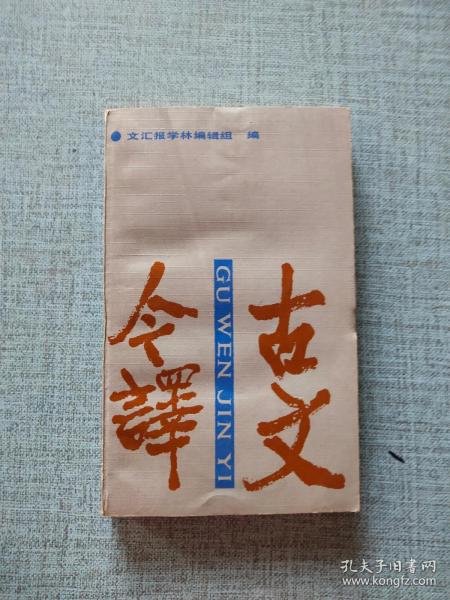 文汇报学林编辑组 编
古文
今譯
GU WEN JIN YI
孔夫子旧书网
www.kongfz.com